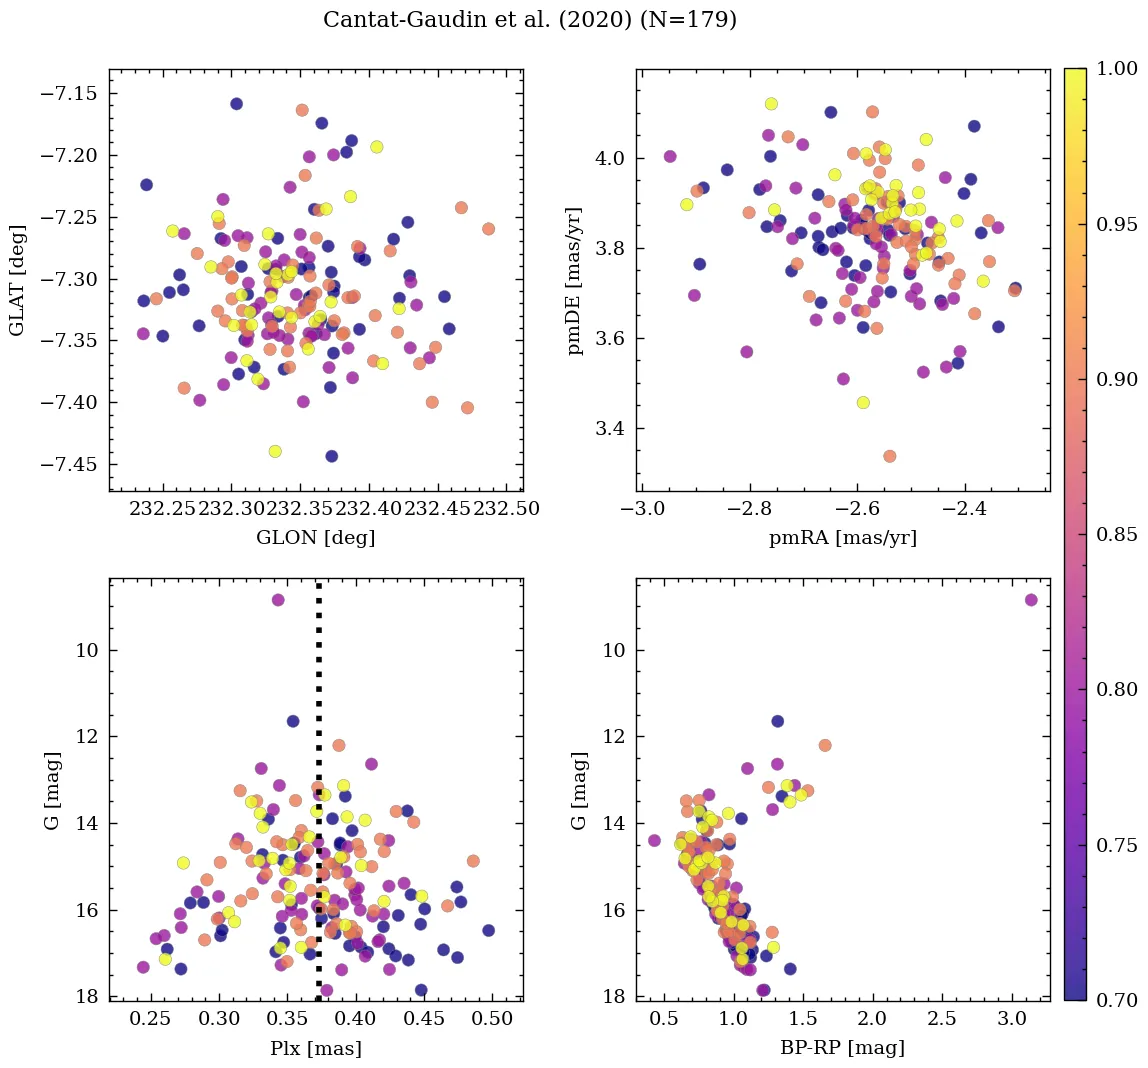 Cantat-Gaudin et al. (2020) (N=179)
−7.15
−7.20
−7.25
−7.30
−7.35
−7.40
−7.45
GLAT [deg]
232.25 232.30 232.35 232.40 232.45 232.50
GLON [deg]
4.0
3.8
3.6
3.4
pmDE [mas/yr]
−3.0 −2.8 −2.6 −2.4
pmRA [mas/yr]
10
12
14
16
18
G [mag]
0.25 0.30 0.35 0.40 0.45 0.50
Plx [mas]
10
12
14
16
18
G [mag]
0.5 1.0 1.5 2.0 2.5 3.0
BP-RP [mag]
1.00
0.95
0.90
0.85
0.80
0.75
0.70